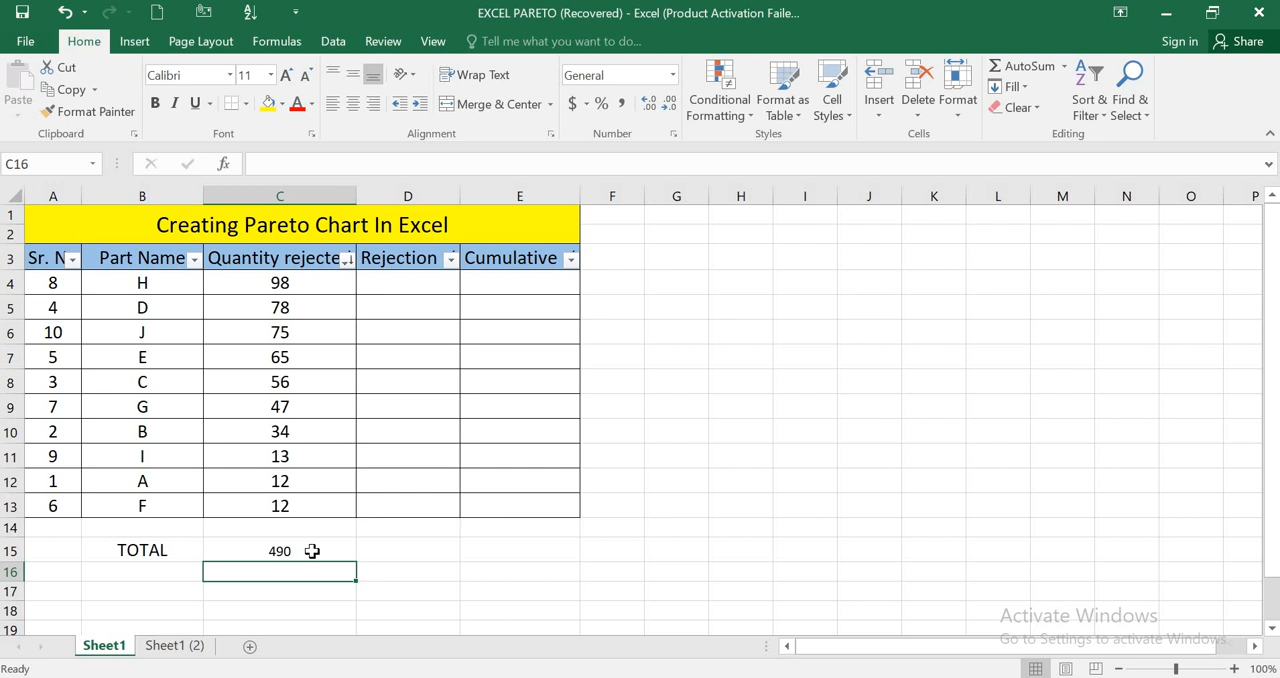 EXCEL PARETO (Recovered) - Excel (Product Activation Faile...
File Home Insert Page Layout Formulas Data Review View Tell me what you want to do... Sign in Share
Paste Cut Copy Format Painter Clipboard
Calibri 11 B I U A Font
Wrap Text Merge & Center Alignment
General $ % , Number
Conditional Formatting Format as Table Cell Styles Styles
Insert Delete Format Cells
AutoSum Fill Clear Sort & Filter Find & Select Editing
C16 fx
A B C D E F G H I J K L M N O P
1 Creating Pareto Chart In Excel
2
3 Sr. N Part Name Quantity rejecte Rejection Cumulative
4 8 H 98
5 4 D 78
6 10 J 75
7 5 E 65
8 3 C 56
9 7 G 47
10 2 B 34
11 9 I 13
12 1 A 12
13 6 F 12
14
15 TOTAL 490
16
17
18
19
Activate Windows
Go to Settings to activate Windows.
Sheet1 Sheet1 (2)
Ready 100%